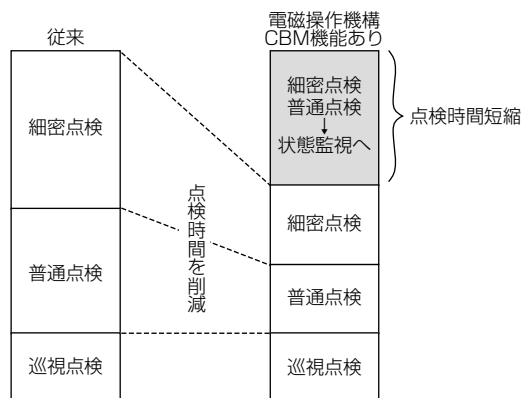 従来
電磁操作機構
CBM機能あり
細密点検
普通点検
巡視点検
点検時間を削減
細密点検
普通点検
状態監視へ
細密点検
普通点検
巡視点検
点検時間短縮